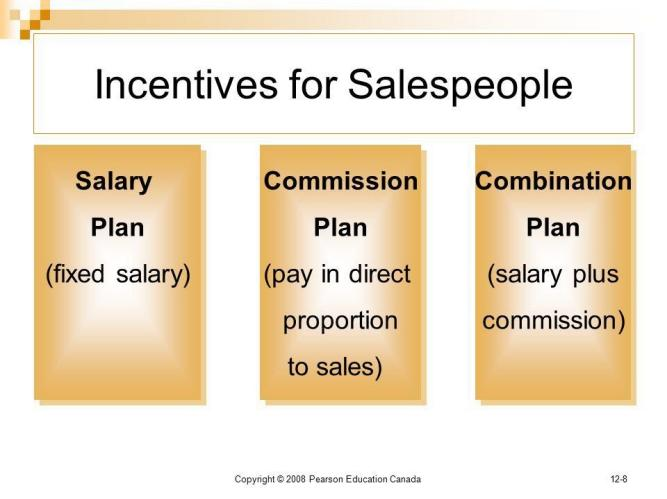 Incentives for Salespeople
Salary
Plan
(fixed salary)
Commission
Plan
(pay in direct
proportion
to sales)
Combination
Plan
(salary plus
commission)
Copyright © 2008 Pearson Education Canada
12-8